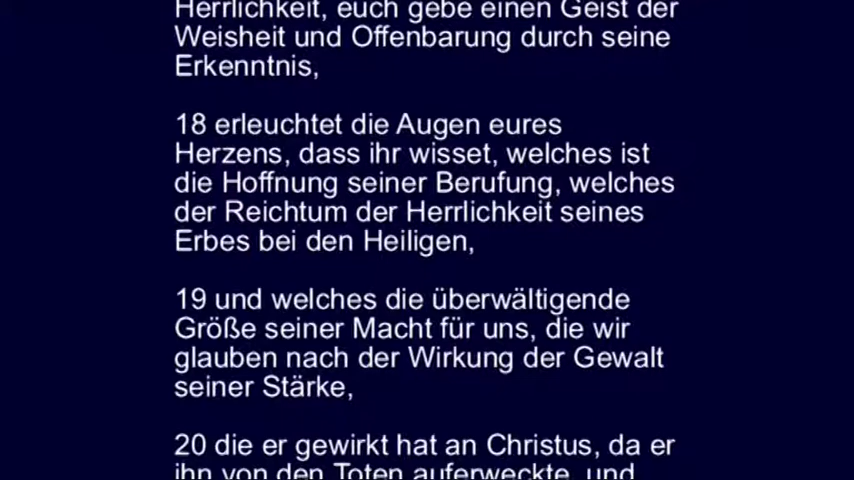 Herrlichkeit, euch gebe einen Geist der
Weisheit und Offenbarung durch seine
Erkenntnis,
18 erleuchtet die Augen eures
Herzens, dass ihr wisset, welches ist
die Hoffnung seiner Berufung, welches
der Reichtum der Herrlichkeit seines
Erbes bei den Heiligen,
19 und welches die überwältigende
Größe seiner Macht für uns, die wir
glauben nach der Wirkung der Gewalt
seiner Stärke,
20 die er gewirkt hat an Christus, da er
ihn von den Toten auferweckte, und